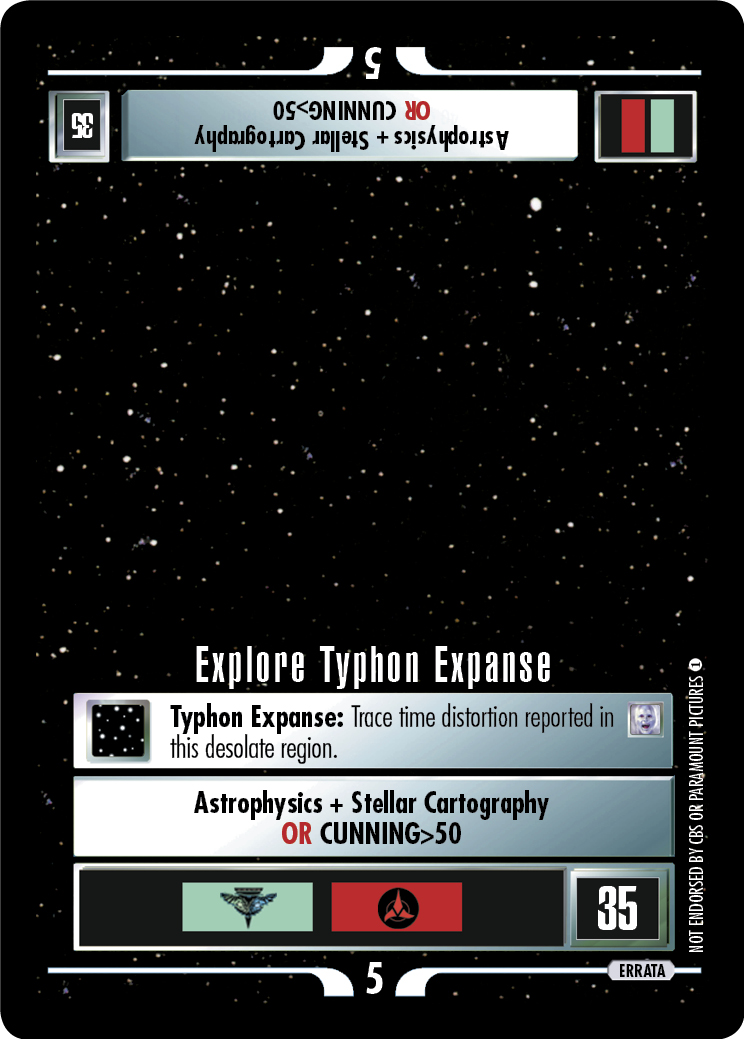 5
35
Astrophysics + Stellar Cartography
OR CUNNING>50
Explore Typhon Expanse
Typhon Expanse: Trace time distortion reported in
this desolate region.
Astrophysics + Stellar Cartography
OR CUNNING>50
35
5
ERRATA
NOT ENDORSED BY CBS OR PARAMOUNT PICTURES 1